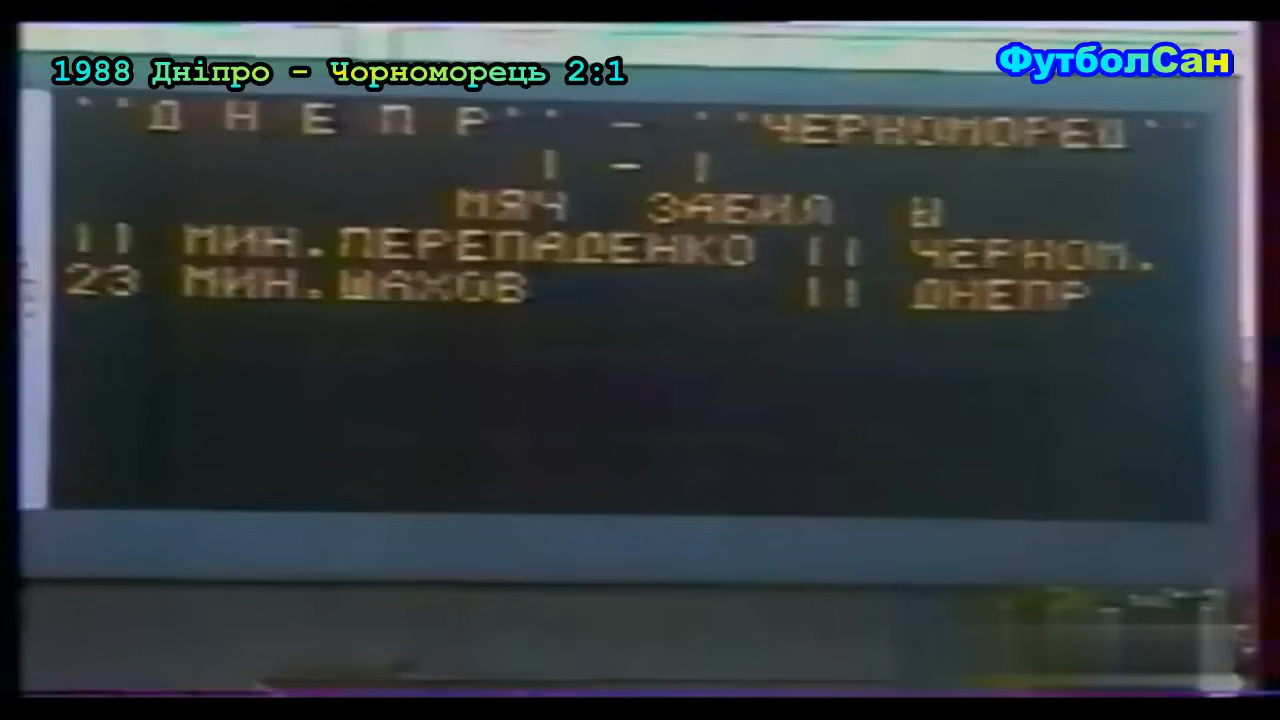 1988 Дніпро - Чорноморець 2:1
ФутболСан
''Д Н Е П Р'' - ''ЧЕРНОМОРЕЦ''
1 - 1
МЯЧ ЗАБИЛ Ы
11 МИН.ПЕРЕПАДЕНКО 11 ЧЕРНОМ.
23 МИН.ШАХОВ 11 ДНЕПР